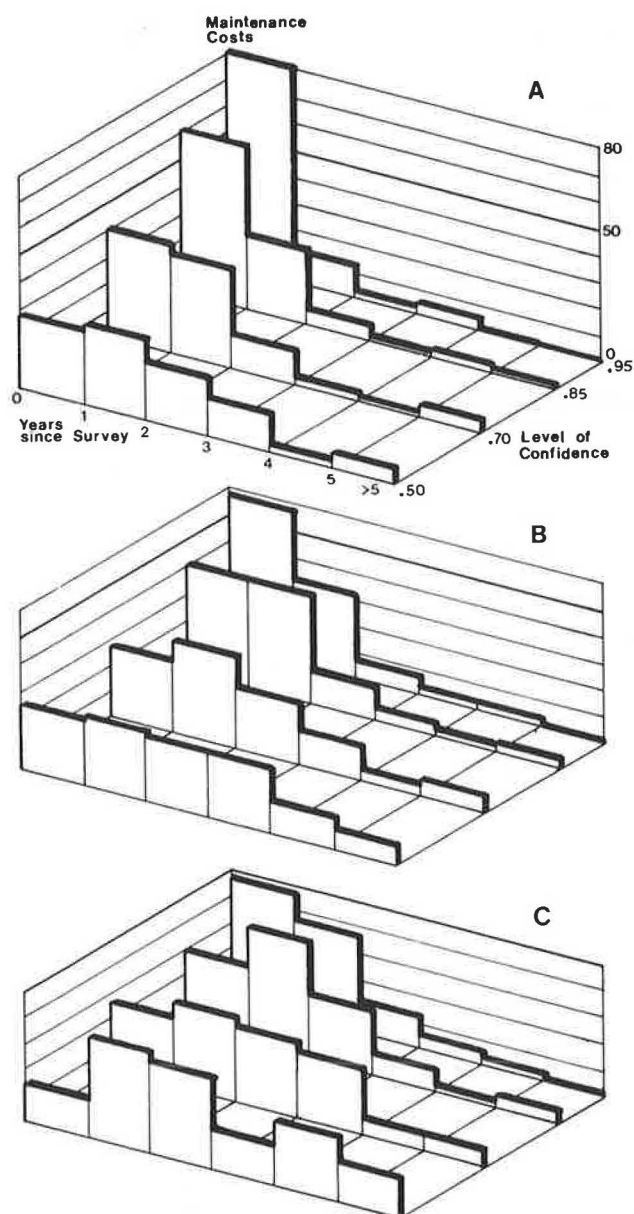 Maintenance
Costs
A
80
50
0
.95
.85
.70
Level of
Confidence
.50
0
Years
since Survey
1
2
3
4
5
>5
B
C